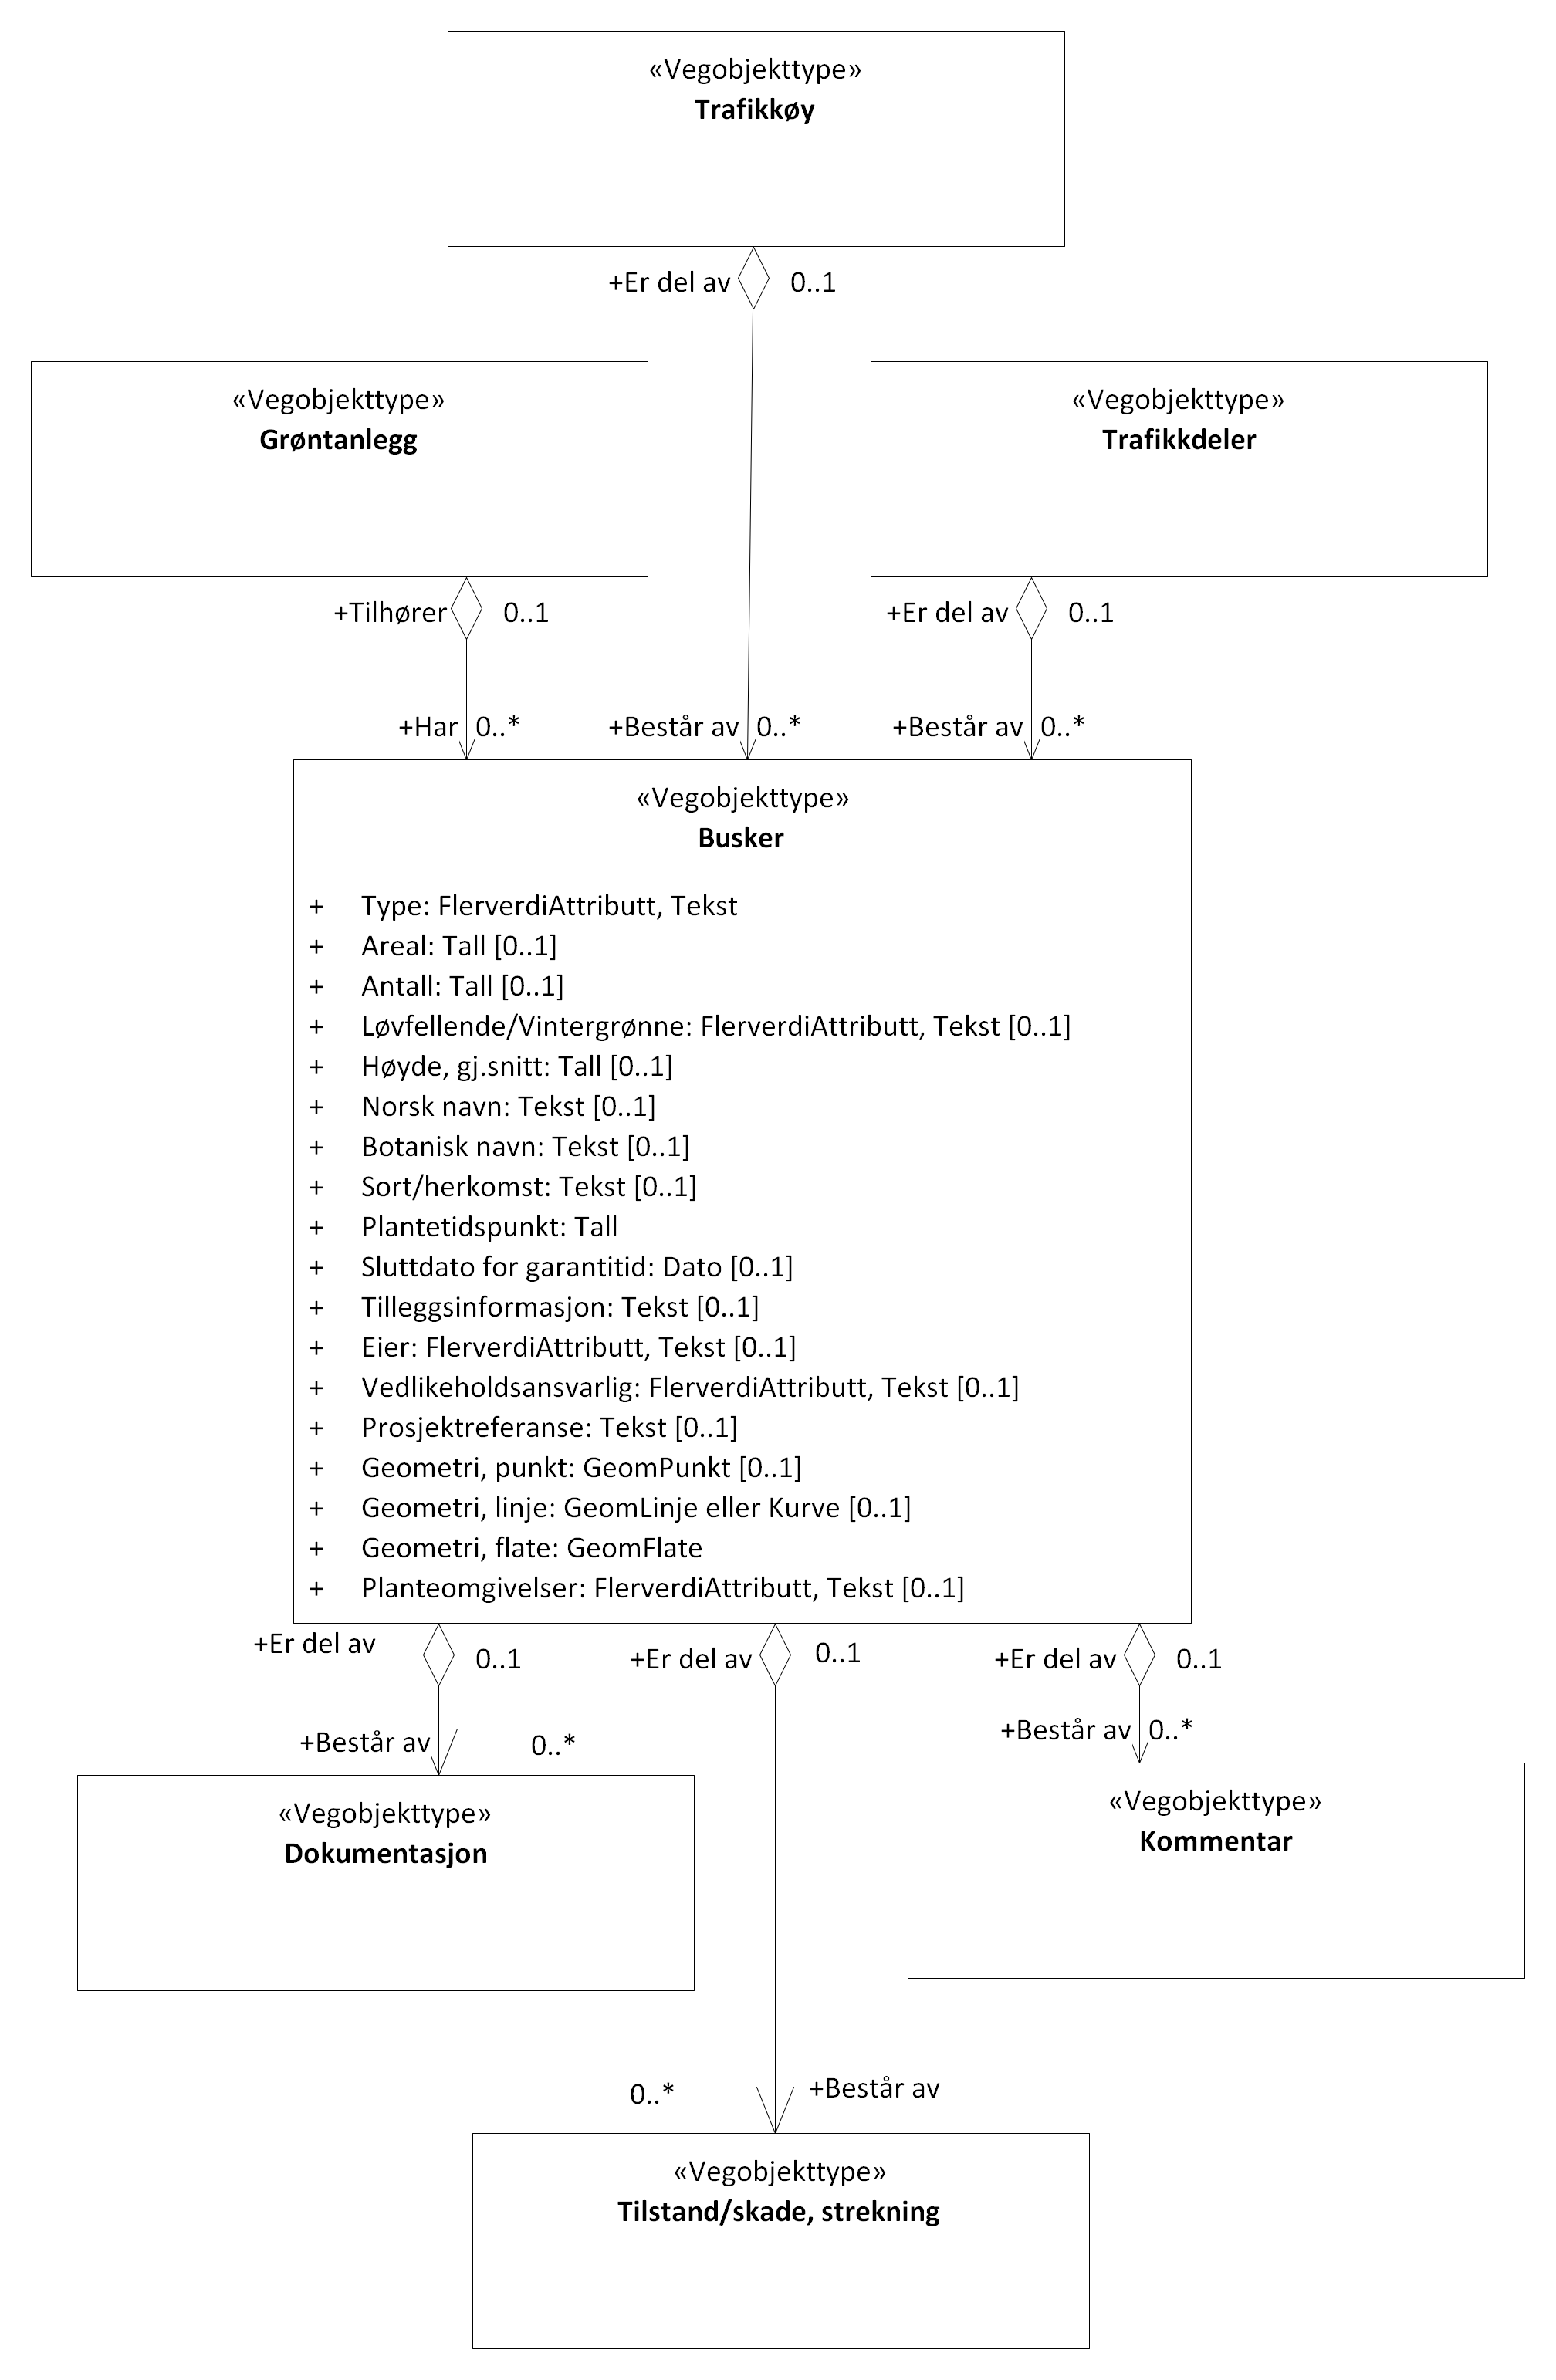 «Vegobjekttype»
Trafikkøy
+Er del av 0..1
«Vegobjekttype»
Grøntanlegg
«Vegobjekttype»
Trafikkdeler
+Tilhører 0..1
+Er del av 0..1
+Har 0..*
+Består av 0..*
+Består av 0..*
«Vegobjekttype»
Busker
+ Type: FlerverdiAttributt, Tekst
+ Areal: Tall [0..1]
+ Antall: Tall [0..1]
+ Løvfellende/Vintergrønne: FlerverdiAttributt, Tekst [0..1]
+ Høyde, gj.snitt: Tall [0..1]
+ Norsk navn: Tekst [0..1]
+ Botanisk navn: Tekst [0..1]
+ Sort/herkomst: Tekst [0..1]
+ Plantetidspunkt: Tall
+ Sluttdato for garantitid: Dato [0..1]
+ Tilleggsinformasjon: Tekst [0..1]
+ Eier: FlerverdiAttributt, Tekst [0..1]
+ Vedlikeholdsansvarlig: FlerverdiAttributt, Tekst [0..1]
+ Prosjektreferanse: Tekst [0..1]
+ Geometri, punkt: GeomPunkt [0..1]
+ Geometri, linje: GeomLinje eller Kurve [0..1]
+ Geometri, flate: GeomFlate
+ Planteomgivelser: FlerverdiAttributt, Tekst [0..1]
+Er del av 0..1
+Er del av 0..1
+Er del av 0..1
+Består av 0..*
+Består av 0..*
«Vegobjekttype»
Dokumentasjon
«Vegobjekttype»
Kommentar
0..* +Består av
«Vegobjekttype»
Tilstand/skade, strekning